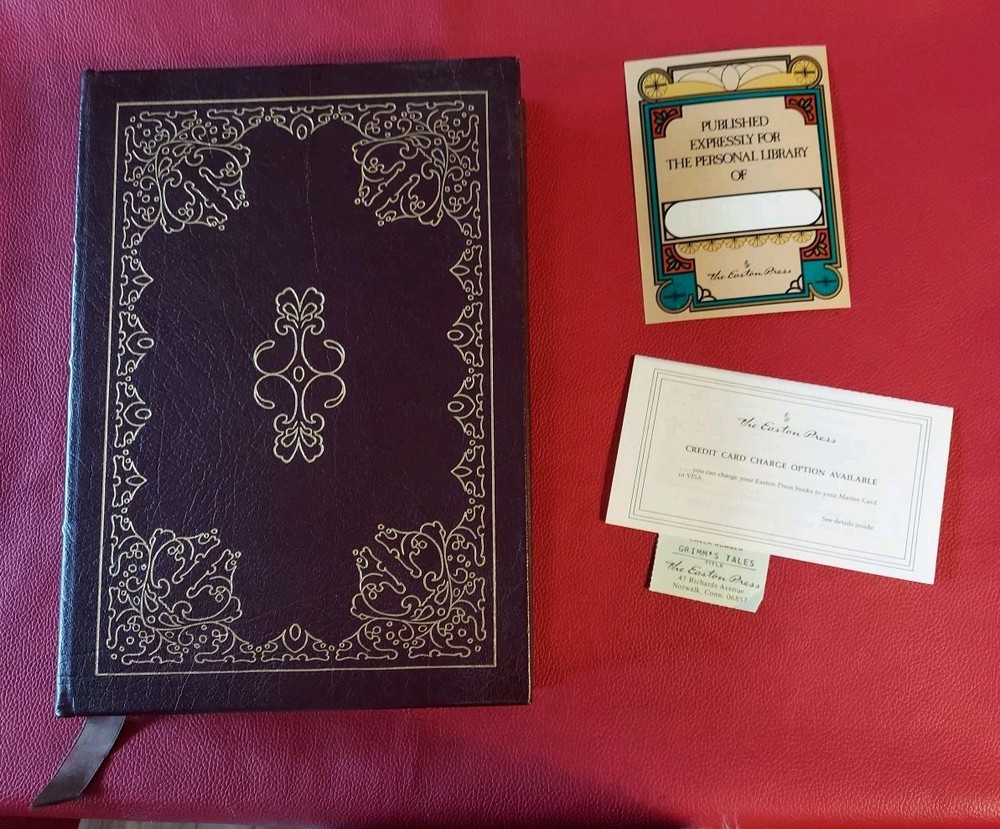 PUBLISHED
EXPRESSLY FOR
THE PERSONAL LIBRARY
OF
The Easton Press
The Easton Press
CREDIT CARD CHARGE OPTION AVAILABLE
. . . you can charge your Easton Press books to your Master Card
or VISA
See details inside
CHECK NUMBER
GRIMM'S TALES
TITLE
The Easton Press
47 Richards Avenue
Norwalk, Conn. 06857